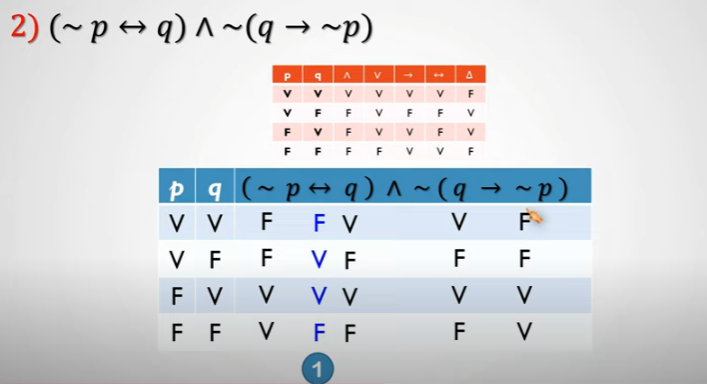 2) (~ p ↔ q) ∧ ~(q → ~p)
p q ∧ ∨ → ↔ Δ
V V V V V V F
V F F V F F V
F V F V V F V
F F F F V V F
p q (~ p ↔ q) ∧ ~(q → ~p)
V V F F V V F
V F F V F F F
F V V V V V V
F F V F F F V
1